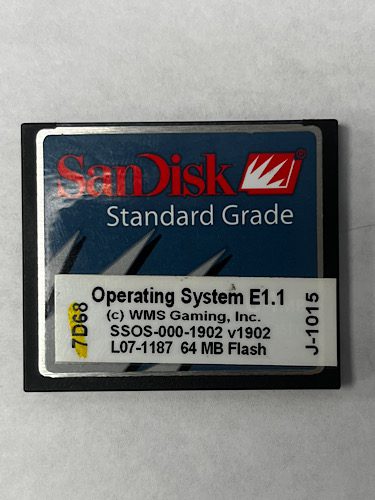 SanDisk
Standard Grade
7D68
Operating System E1.1
(c) WMS Gaming, Inc.
SSOS-000-1902 v1902
L07-1187 64 MB Flash
J-1015